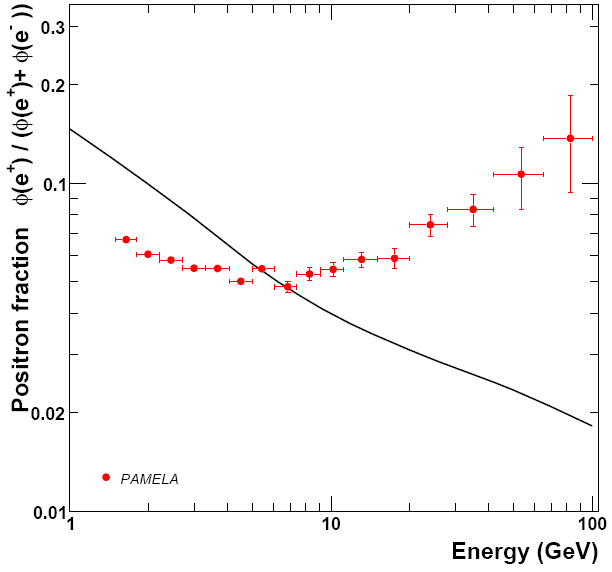 Positron fraction ϕ(e⁺) / (ϕ(e⁺)+ ϕ(e⁻))
0.3
0.2
0.1
0.02
0.01
PAMELA
1 10 100
Energy (GeV)